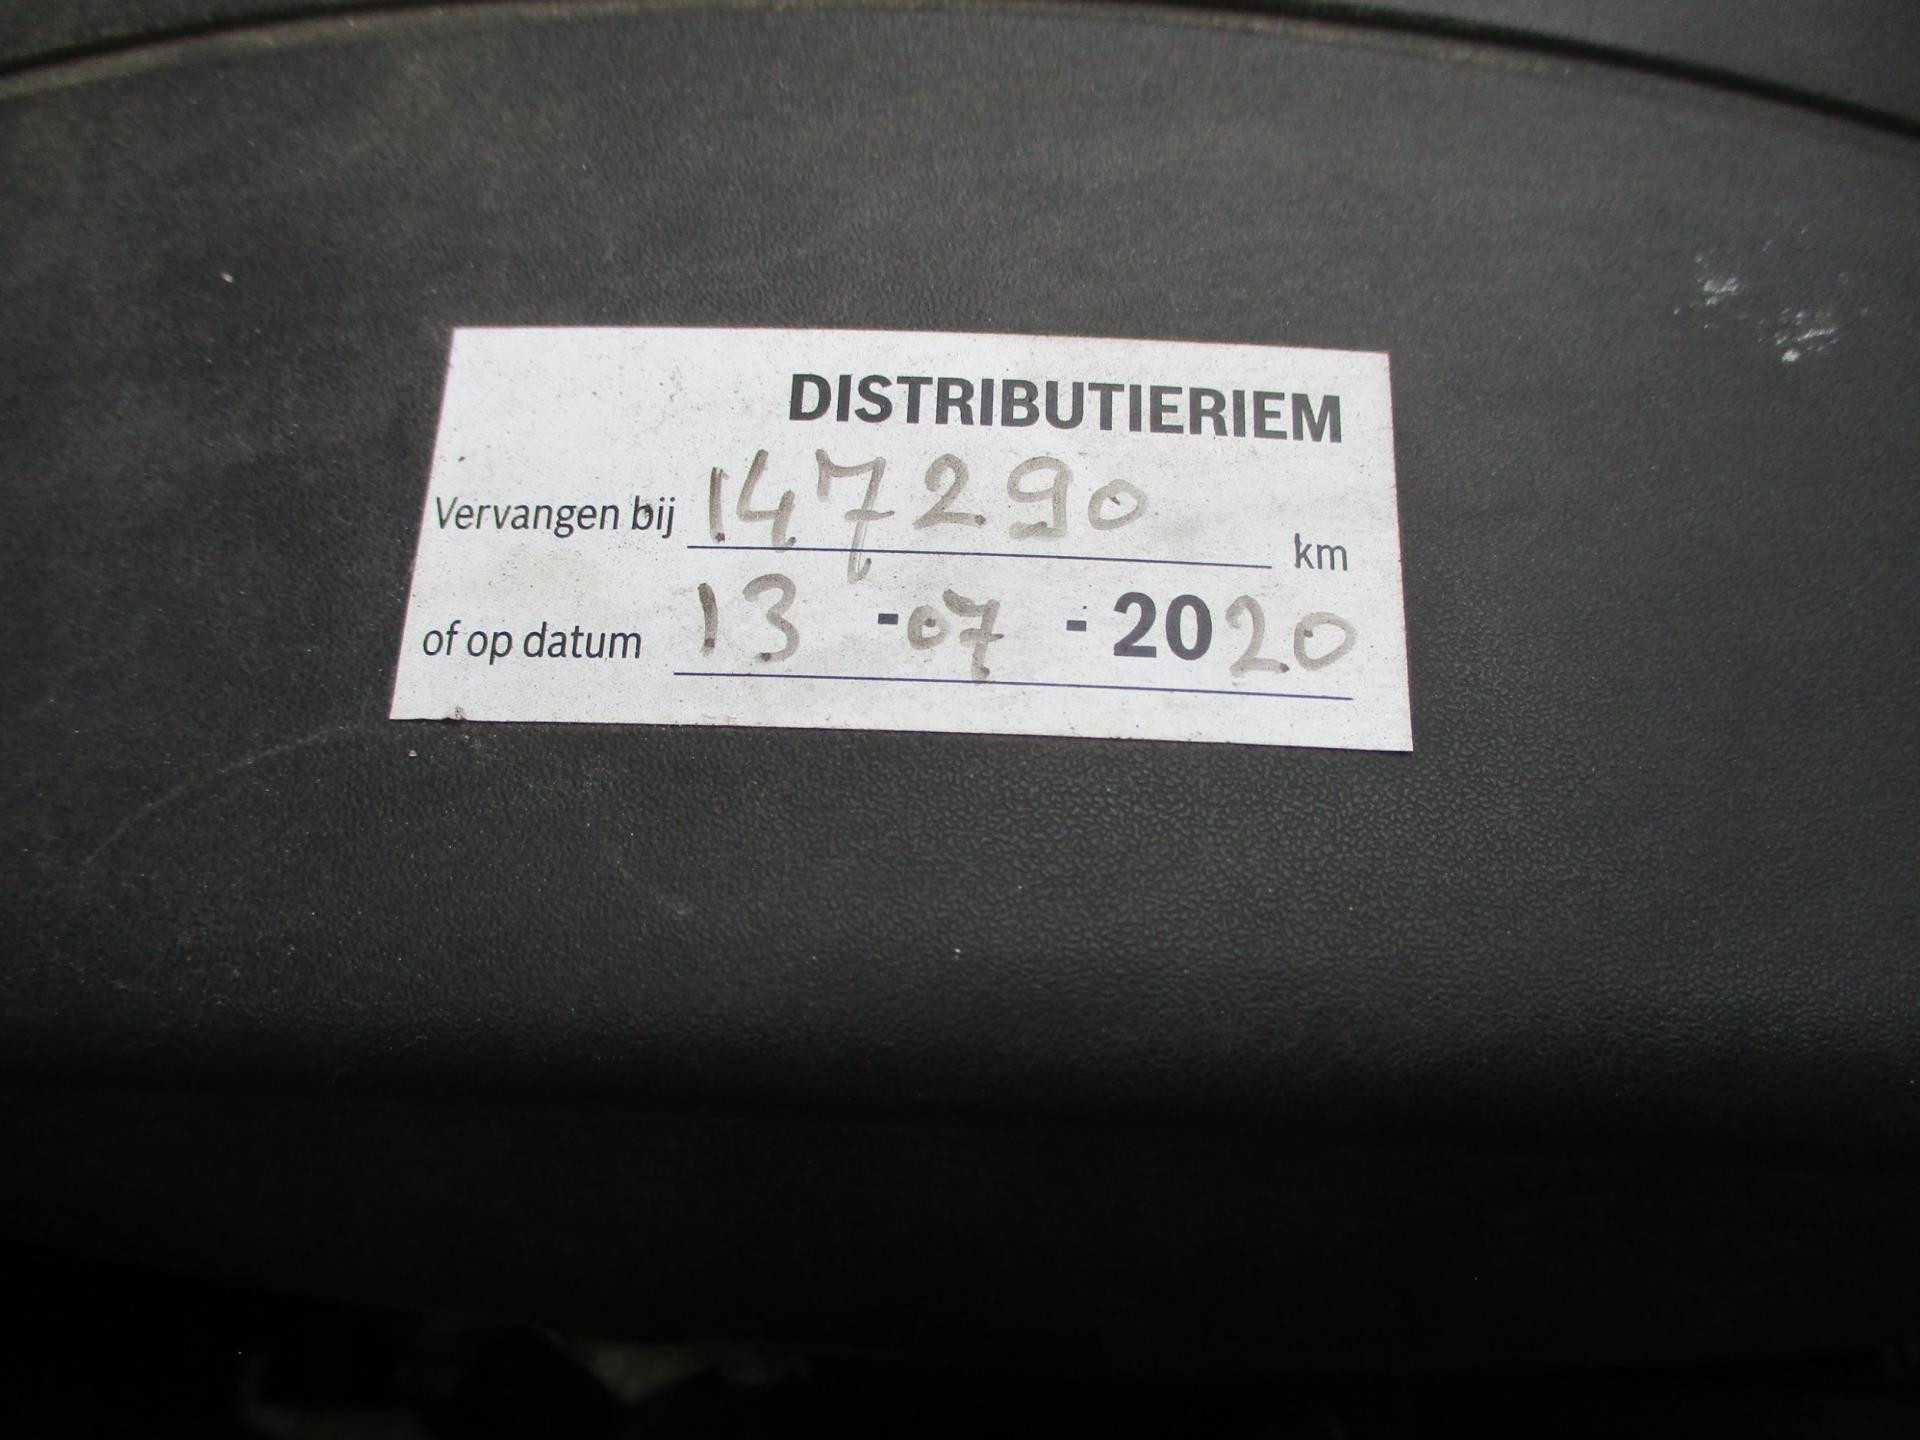 DISTRIBUTIERIEM
Vervangen bij 147290 km
of op datum 13 - 07 - 2020